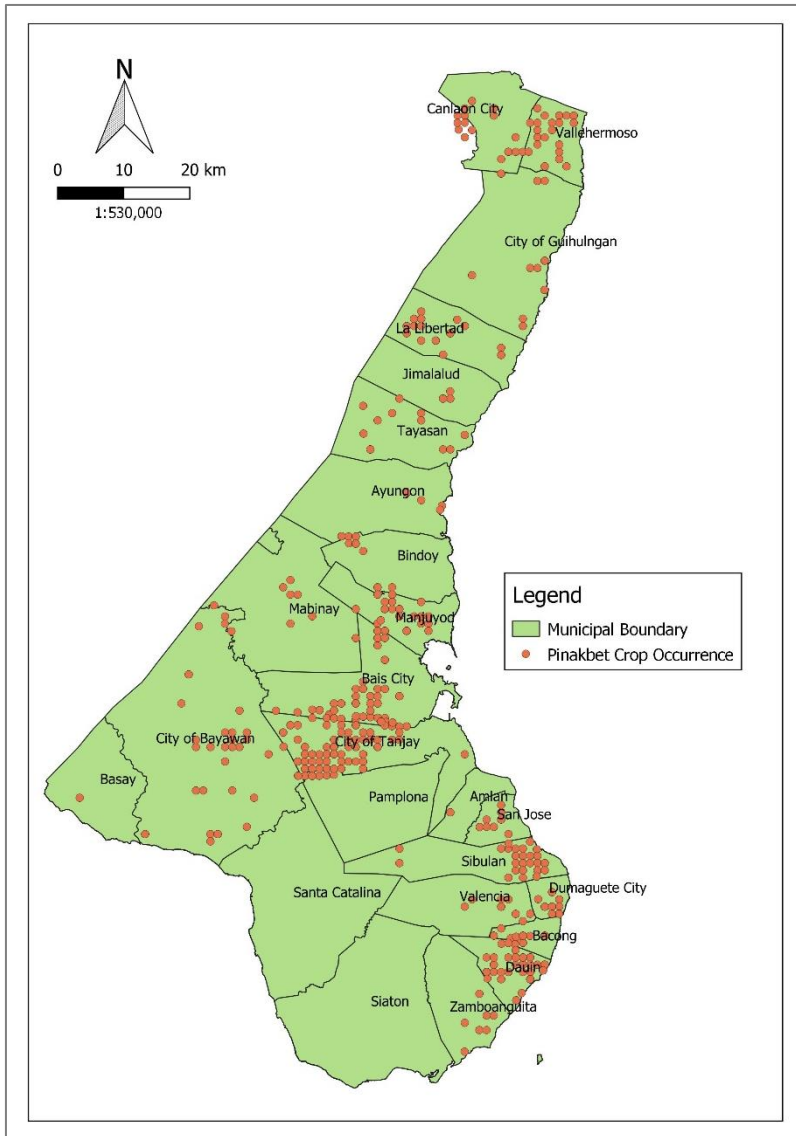 N
0 10 20 km
1:530,000
Canlaon City
Vallehermoso
City of Guihulngan
La Libertad
Jimalalud
Tayasan
Ayungon
Bindoy
Mabinay
Manjuyod
Legend
Municipal Boundary
Pinakbet Crop Occurrence
Bais City
City of Bayawan
City of Tanjay
Basay
Pamplona
Amlan
San Jose
Sibulan
Santa Catalina
Valencia
Dumaguete City
Bacong
Dauin
Siaton
Zamboanguita